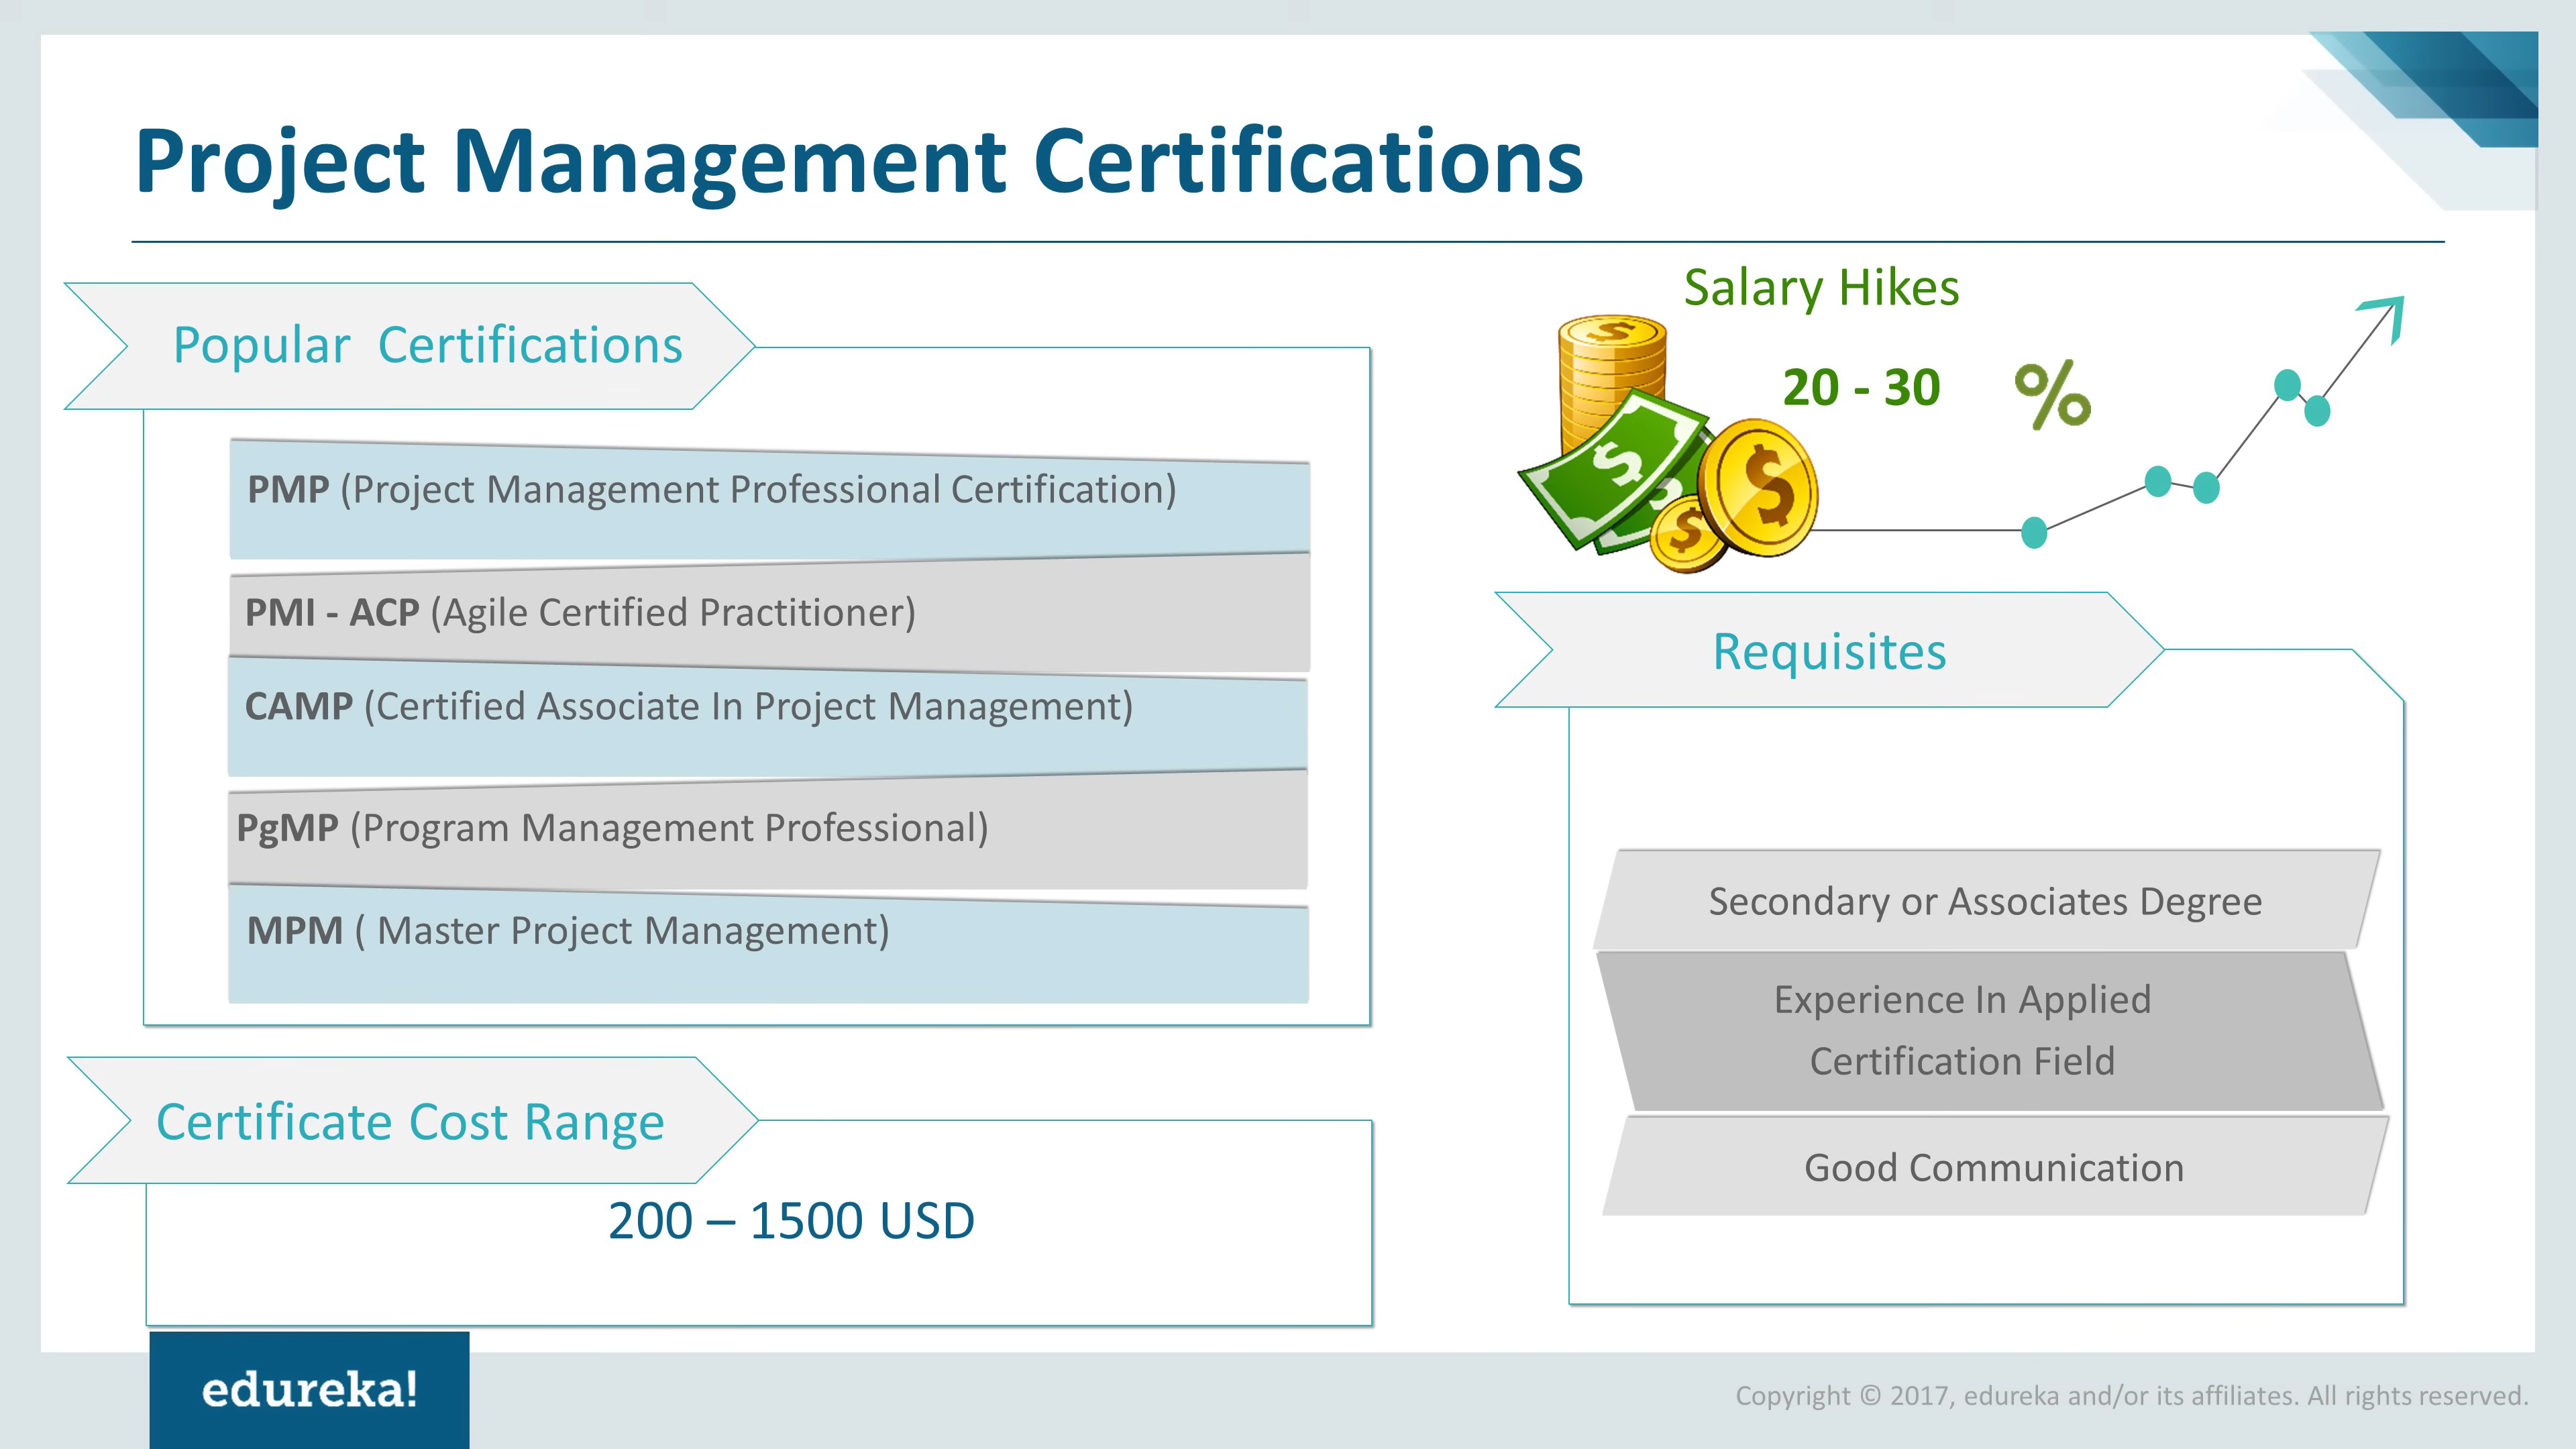 Project Management Certifications
Popular Certifications
PMP (Project Management Professional Certification)
PMI - ACP (Agile Certified Practitioner)
CAMP (Certified Associate In Project Management)
PgMP (Program Management Professional)
MPM ( Master Project Management)
Certificate Cost Range
200 – 1500 USD
Salary Hikes
20 - 30 %
$
$
$
$
$
Requisites
Secondary or Associates Degree
Experience In Applied
Certification Field
Good Communication
edureka!
Copyright © 2017, edureka and/or its affiliates. All rights reserved.